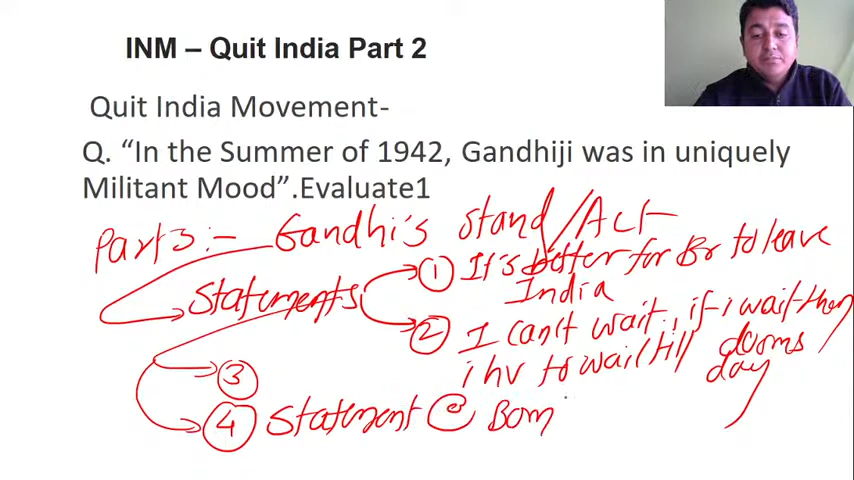 INM – Quit India Part 2
Quit India Movement-
Q. “In the Summer of 1942, Gandhiji was in uniquely
Militant Mood”.Evaluate1
Part 3 :- Gandhi's stand/Act
Statements
① It's better for Br to leave
India
② I can't wait, if i wait then
i hv to wait till dooms
day
③
④ Statement @ Bom